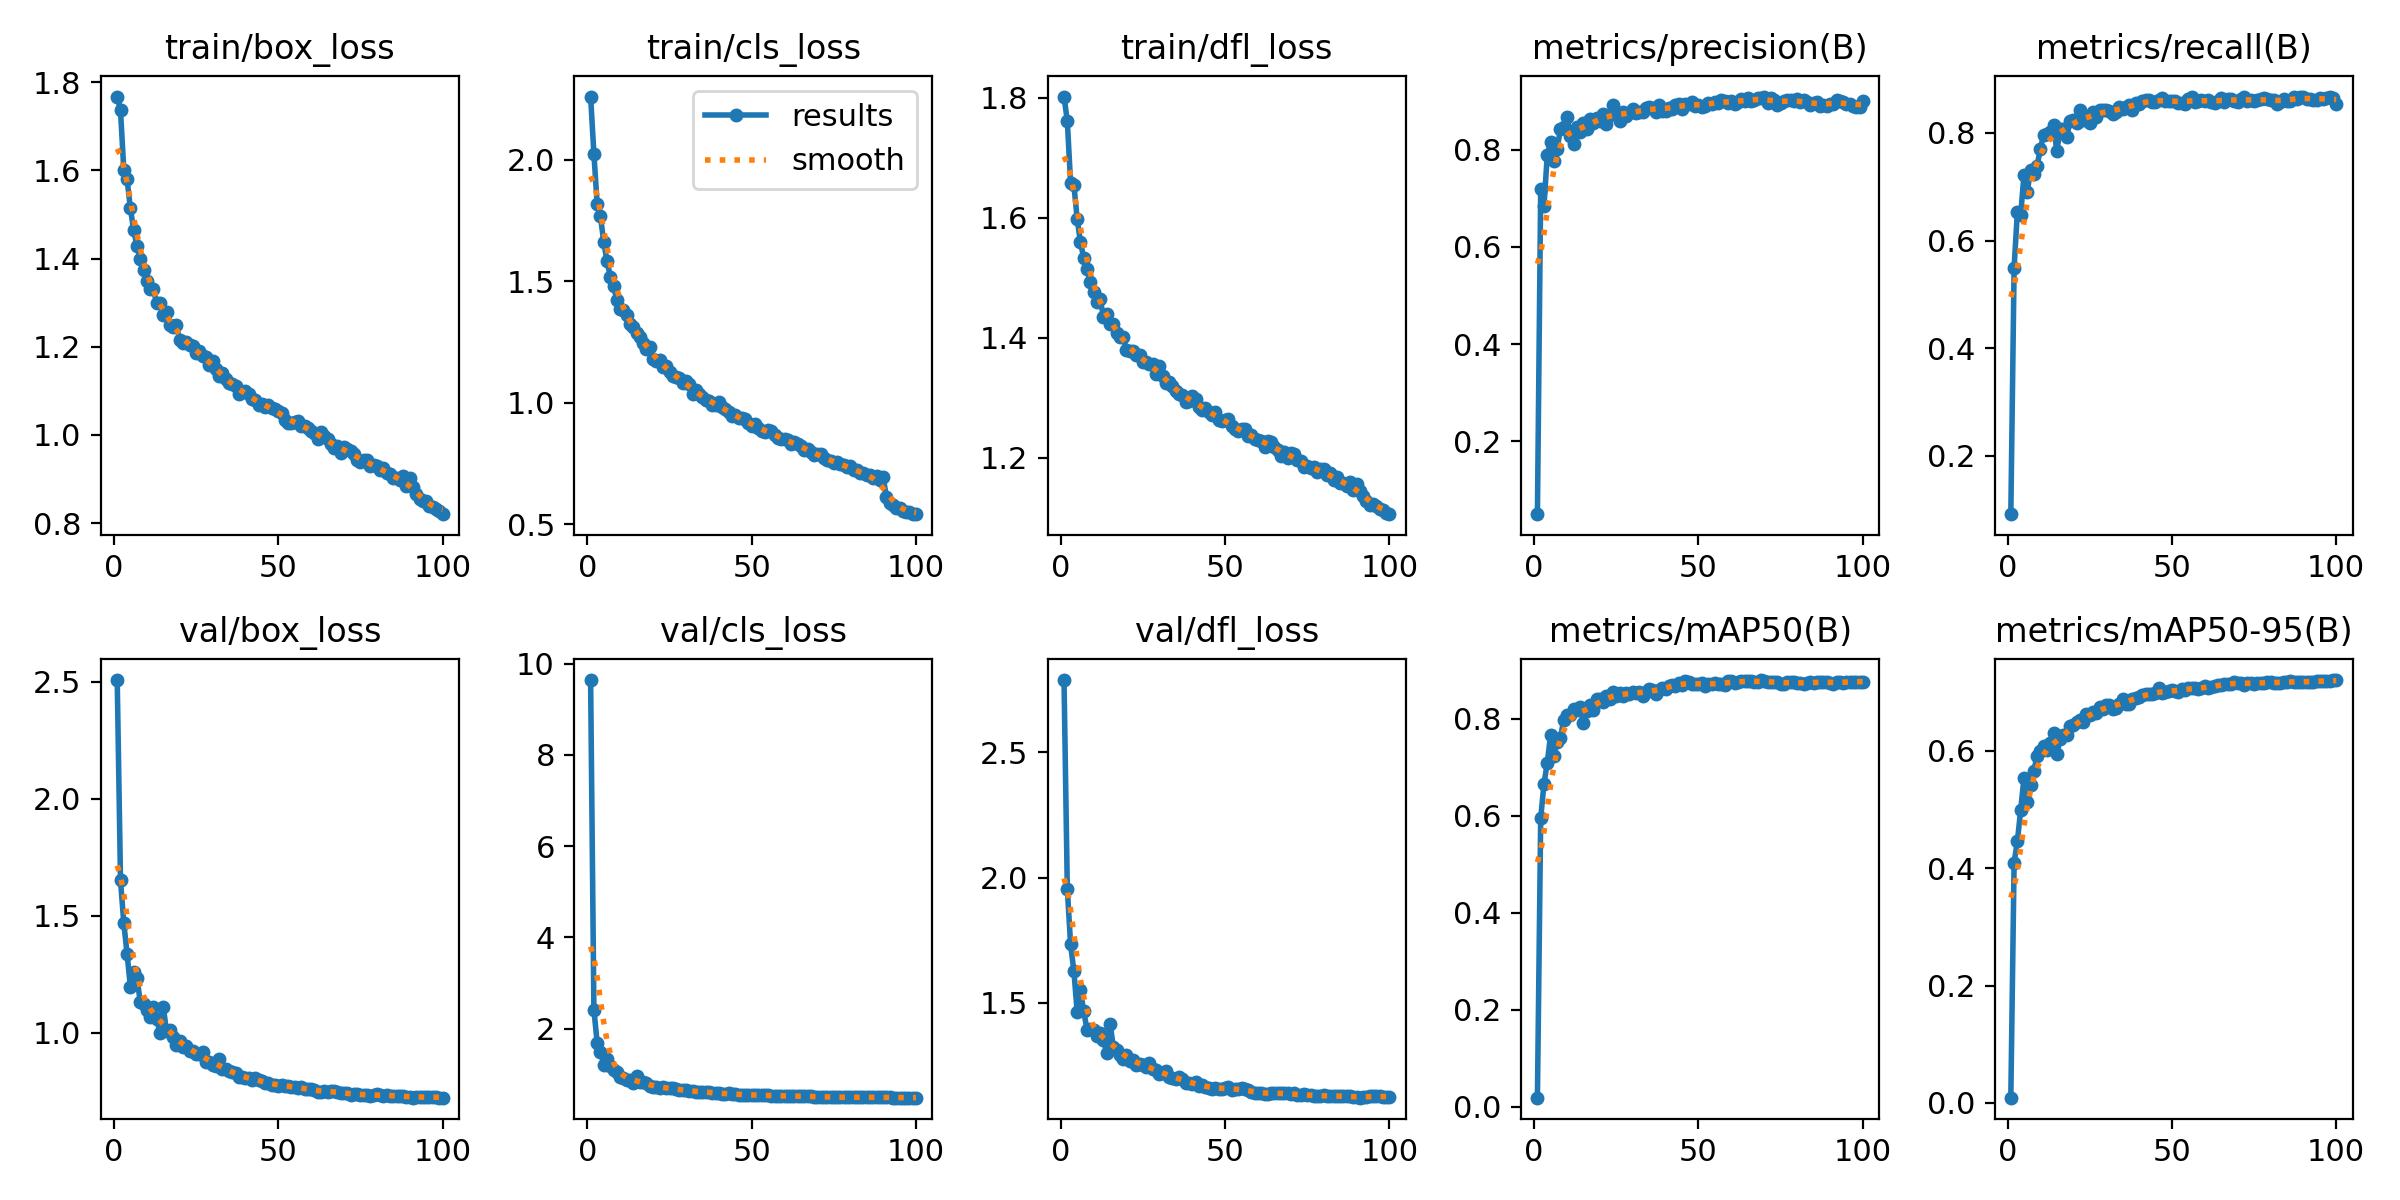 train/box_loss
train/cls_loss
train/dfl_loss
metrics/precision(B)
metrics/recall(B)
1.8
1.6
1.4
1.2
1.0
0.8
0 50 100
results
smooth
2.0
1.5
1.0
0.5
0 50 100
1.8
1.6
1.4
1.2
0 50 100
0.8
0.6
0.4
0.2
0 50 100
0.8
0.6
0.4
0.2
0 50 100
val/box_loss
val/cls_loss
val/dfl_loss
metrics/mAP50(B)
metrics/mAP50-95(B)
2.5
2.0
1.5
1.0
0 50 100
10
8
6
4
2
0 50 100
2.5
2.0
1.5
0 50 100
0.8
0.6
0.4
0.2
0.0
0 50 100
0.6
0.4
0.2
0.0
0 50 100